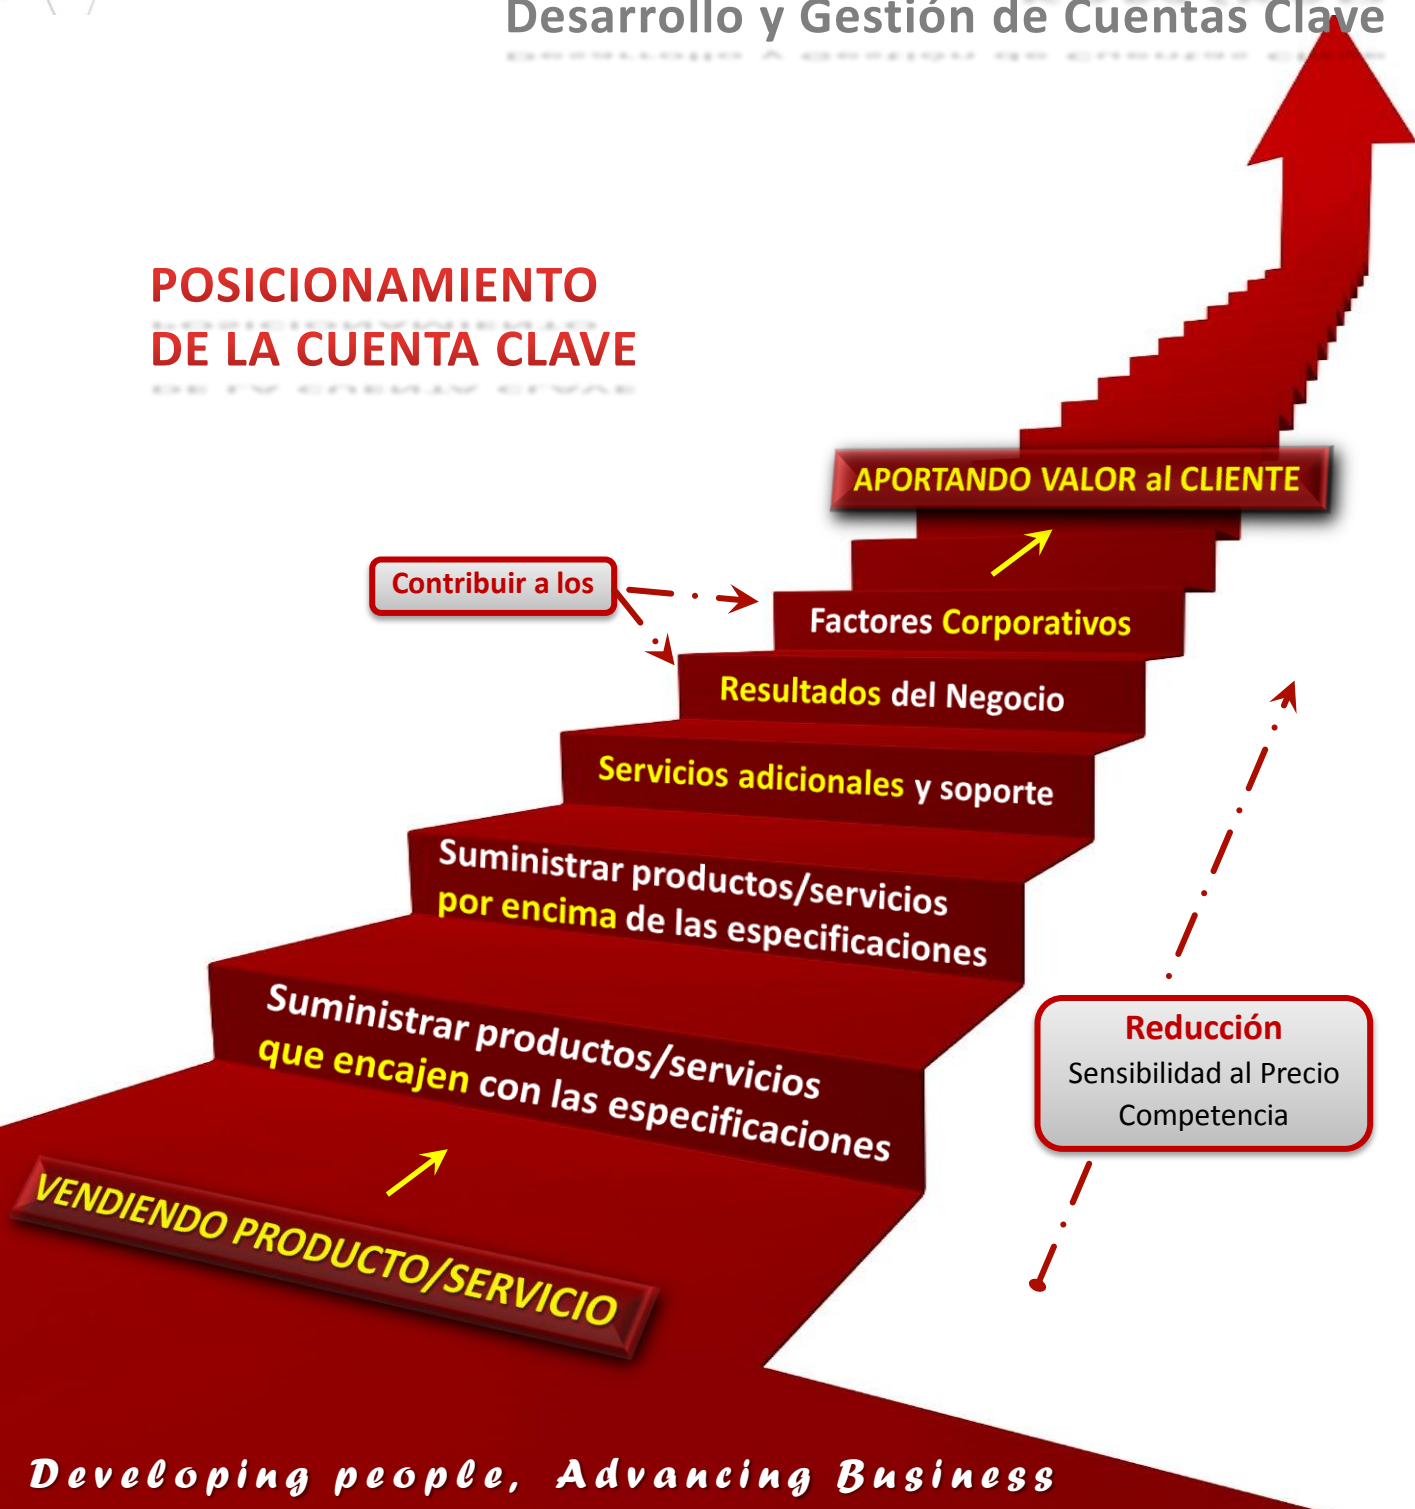 Desarrollo y Gestión de Cuentas Clave
POSICIONAMIENTO
DE LA CUENTA CLAVE
APORTANDO VALOR al CLIENTE
Contribuir a los
Factores Corporativos
Resultados del Negocio
Servicios adicionales y soporte
Suministrar productos/servicios
por encima de las especificaciones
Suministrar productos/servicios
que encajen con las especificaciones
Reducción
Sensibilidad al Precio
Competencia
VENDIENDO PRODUCTO/SERVICIO
Developing people, Advancing Business